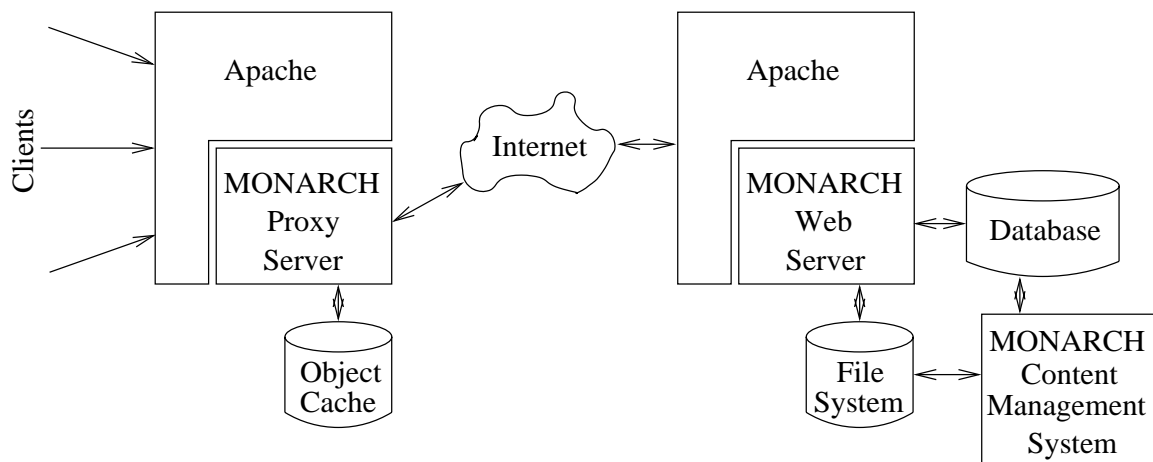 Clients
Apache
MONARCH
Proxy
Server
Object
Cache
Internet
Apache
MONARCH
Web
Server
Database
File
System
MONARCH
Content
Management
System